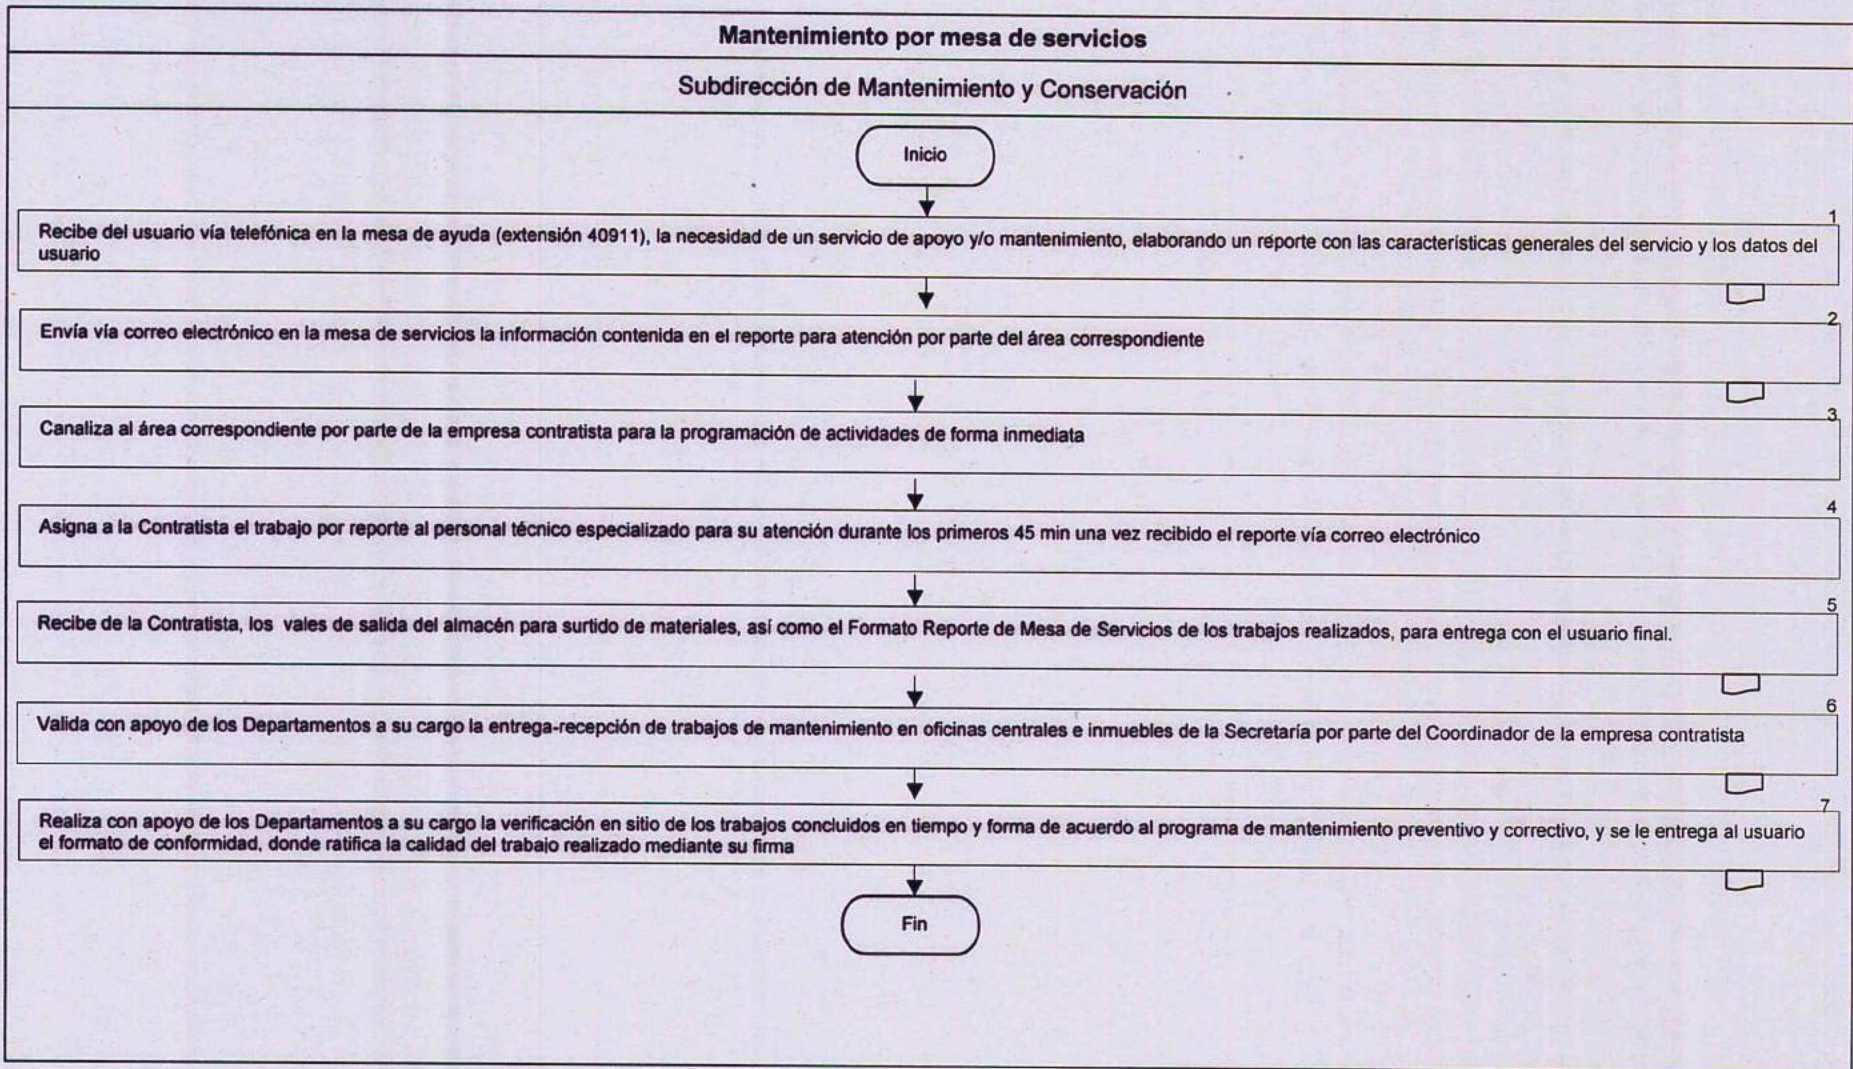 Mantenimiento por mesa de servicios
Subdirección de Mantenimiento y Conservación
Inicio
1
Recibe del usuario vía telefónica en la mesa de ayuda (extensión 40911), la necesidad de un servicio de apoyo y/o mantenimiento, elaborando un reporte con las características generales del servicio y los datos del
usuario
2
Envía vía correo electrónico en la mesa de servicios la información contenida en el reporte para atención por parte del área correspondiente
3
Canaliza al área correspondiente por parte de la empresa contratista para la programación de actividades de forma inmediata
4
Asigna a la Contratista el trabajo por reporte al personal técnico especializado para su atención durante los primeros 45 min una vez recibido el reporte vía correo electrónico
5
Recibe de la Contratista, los vales de salida del almacén para surtido de materiales, así como el Formato Reporte de Mesa de Servicios de los trabajos realizados, para entrega con el usuario final.
6
Valida con apoyo de los Departamentos a su cargo la entrega-recepción de trabajos de mantenimiento en oficinas centrales e inmuebles de la Secretaría por parte del Coordinador de la empresa contratista
7
Realiza con apoyo de los Departamentos a su cargo la verificación en sitio de los trabajos concluidos en tiempo y forma de acuerdo al programa de mantenimiento preventivo y correctivo, y se le entrega al usuario
el formato de conformidad, donde ratifica la calidad del trabajo realizado mediante su firma
Fin